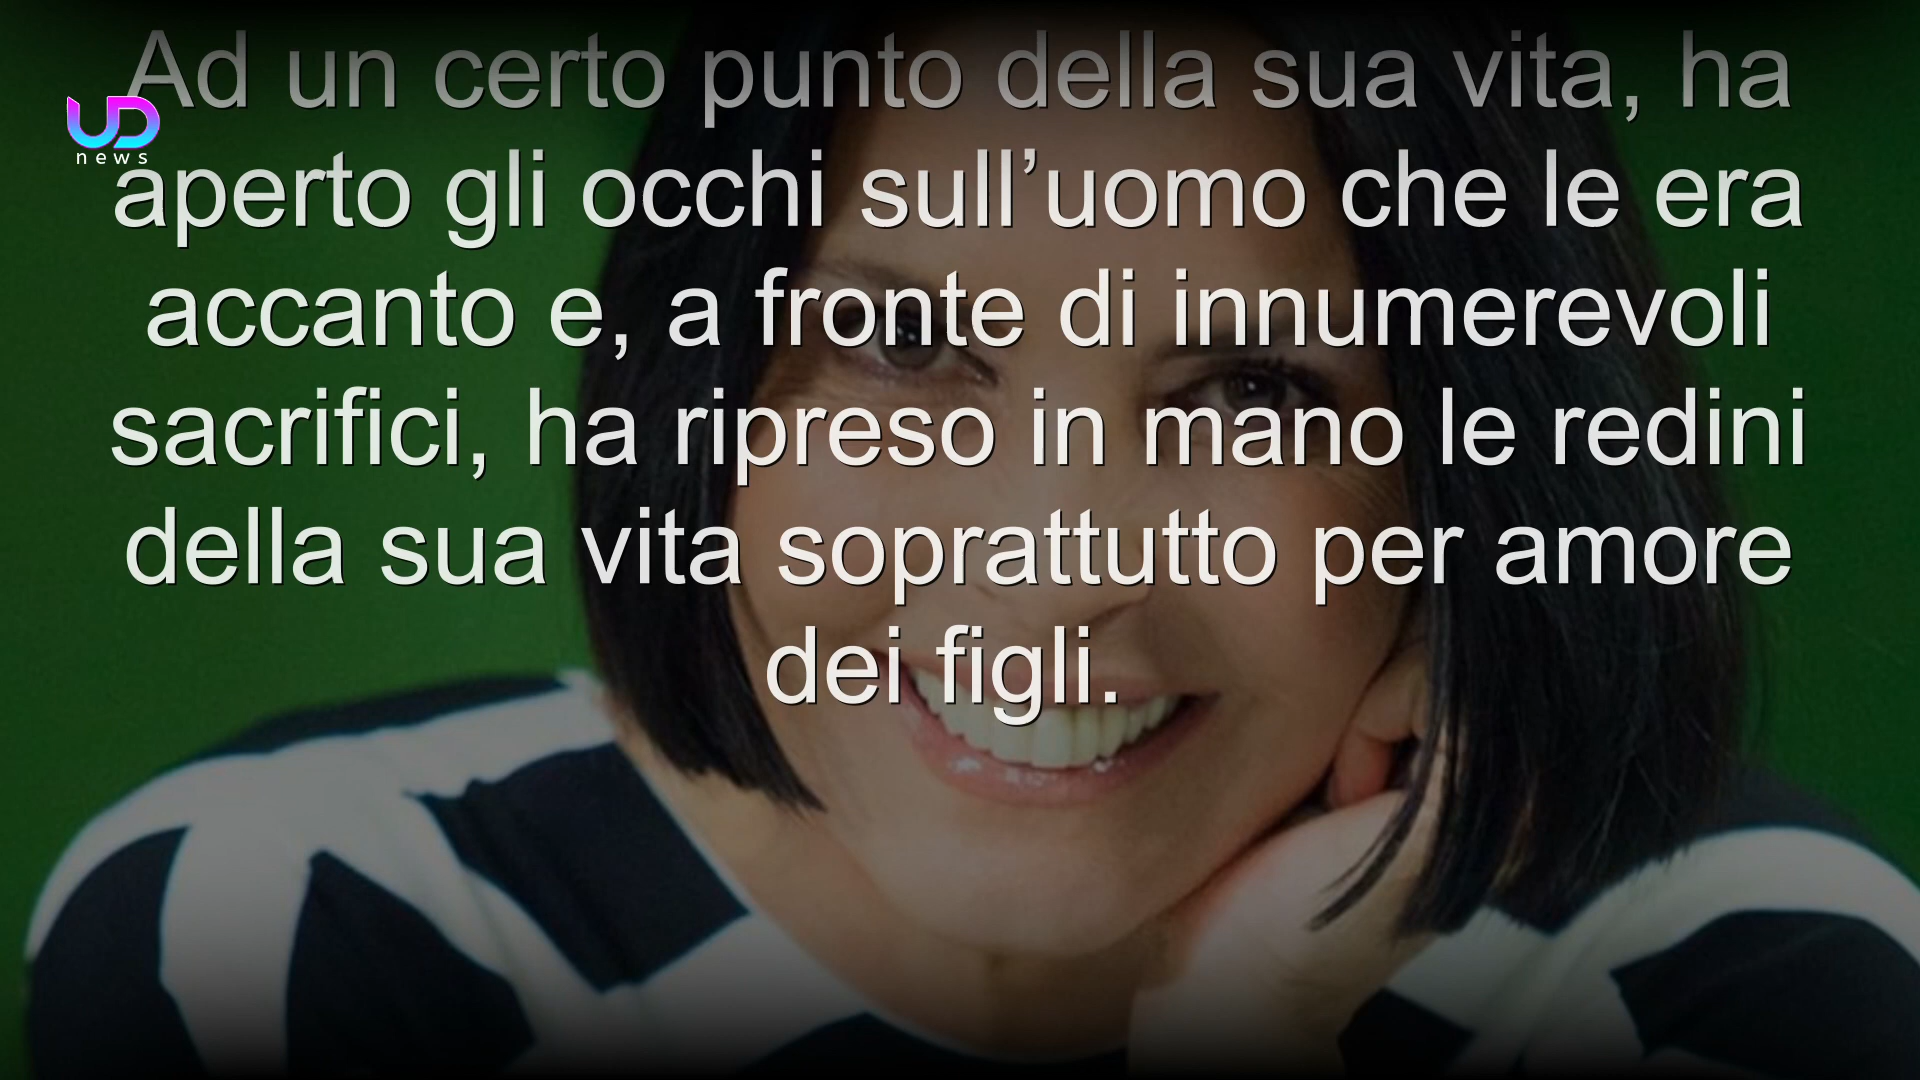 Ad un certo punto della sua vita, ha
UD
news
aperto gli occhi sull’uomo che le era
accanto e, a fronte di innumerevoli
sacrifici, ha ripreso in mano le redini
della sua vita soprattutto per amore
dei figli.